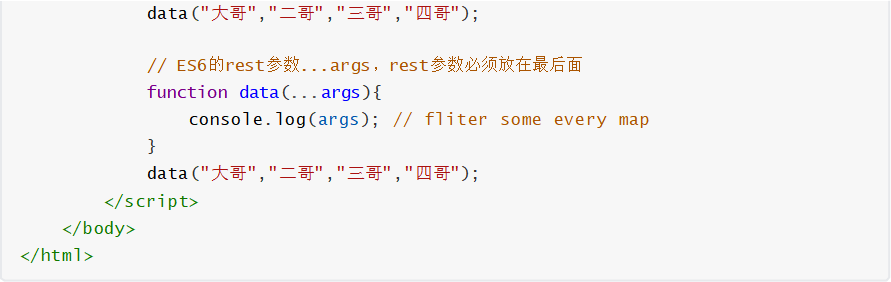 data("大哥","二哥","三哥","四哥");
// ES6的rest参数...args，rest参数必须放在最后面
function data(...args){
console.log(args); // fliter some every map
}
data("大哥","二哥","三哥","四哥");
</script>
</body>
</html>